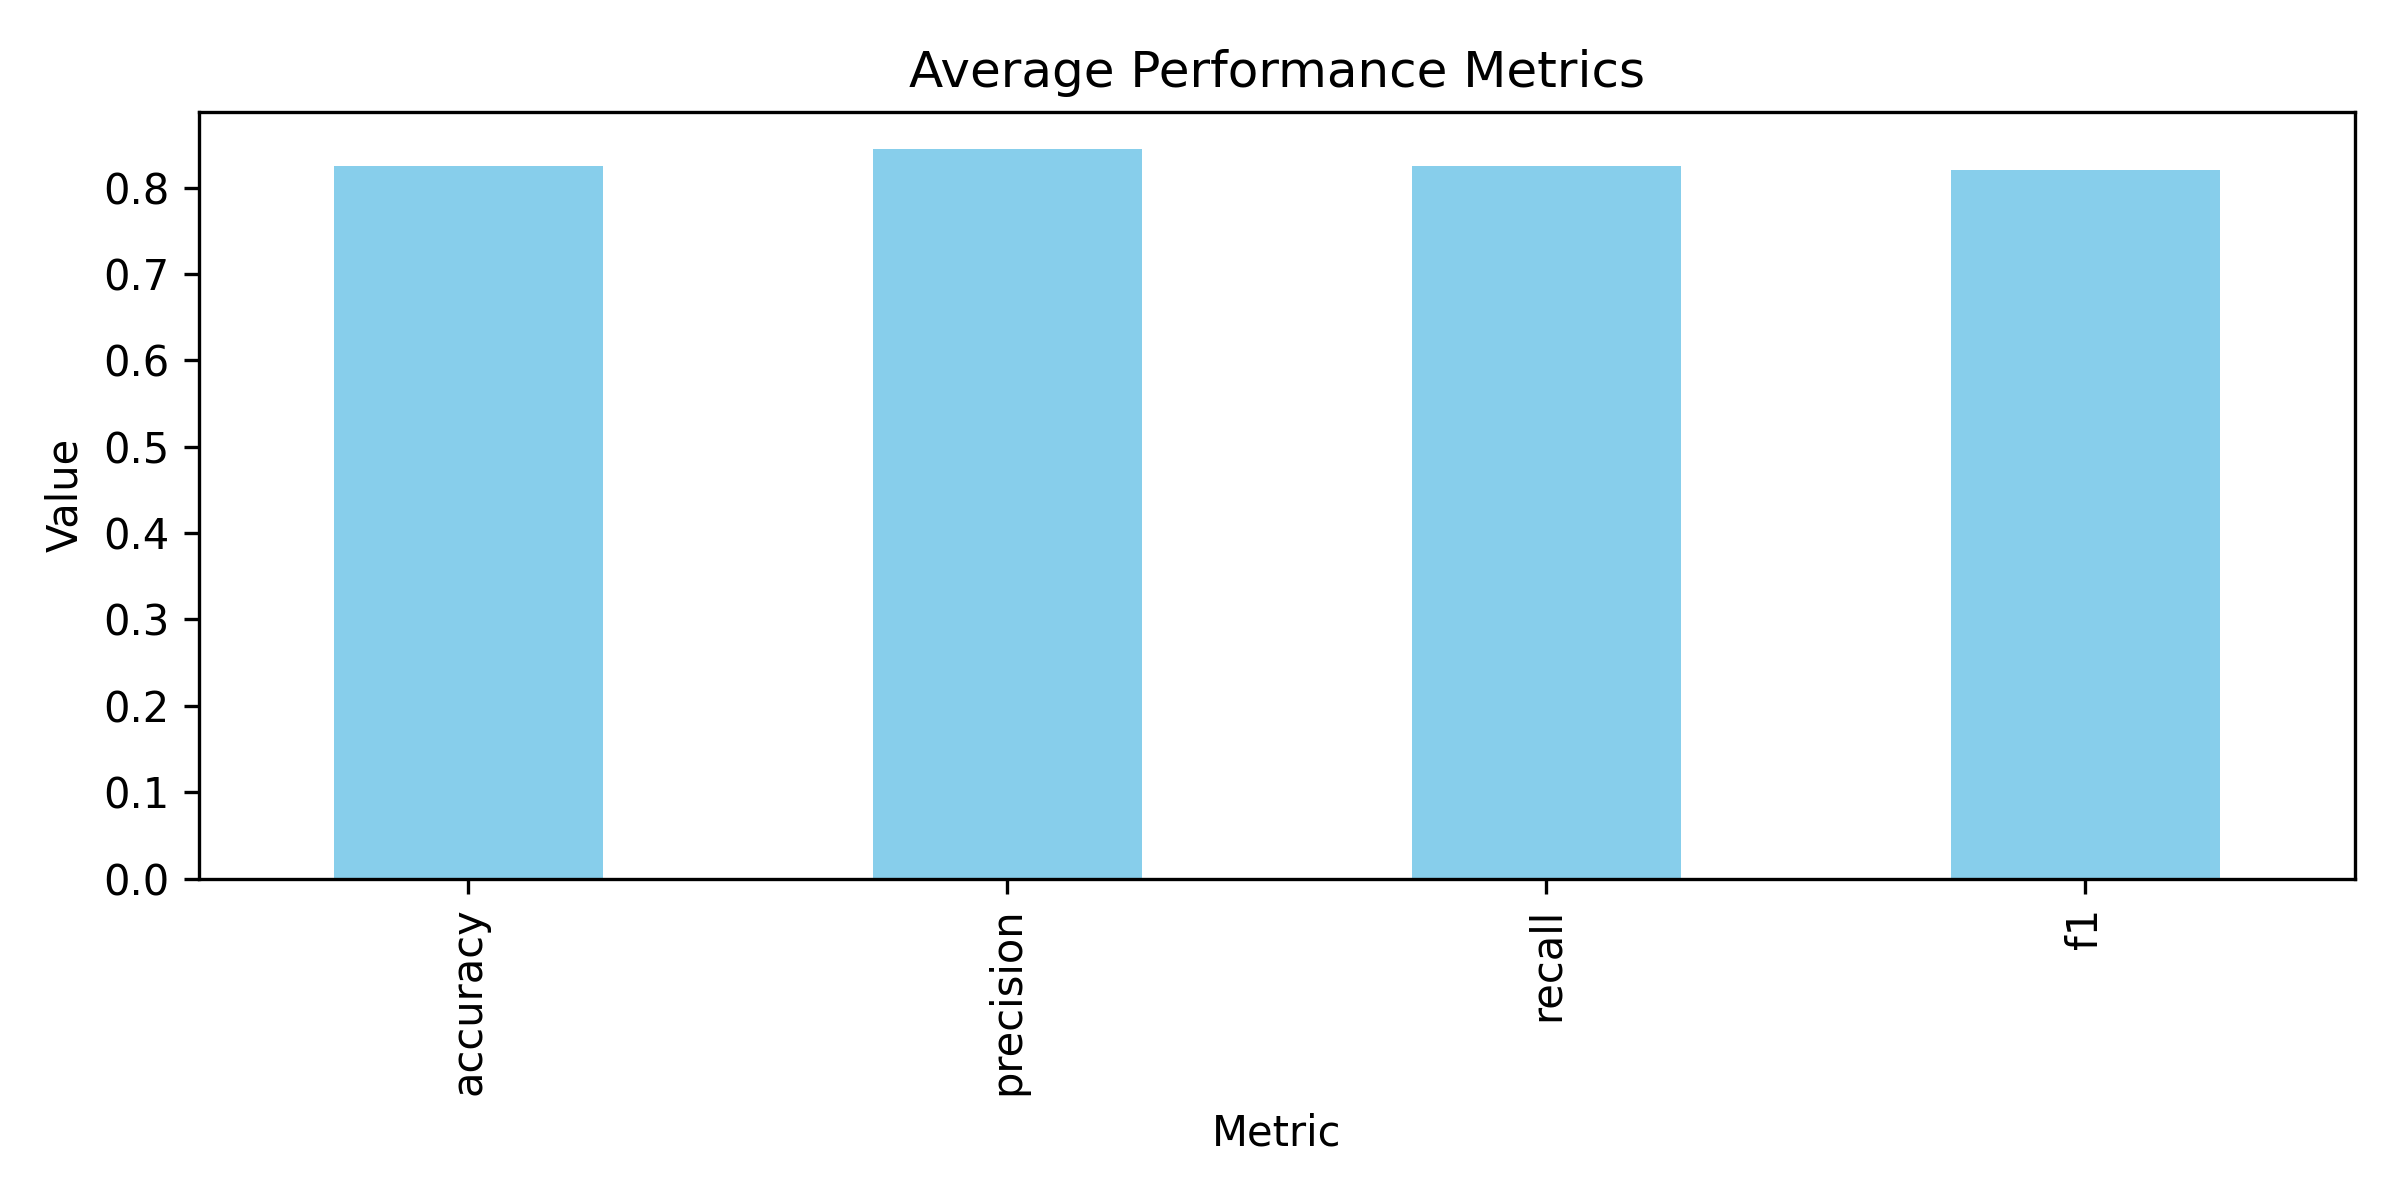 Average Performance Metrics
Value
0.8
0.7
0.6
0.5
0.4
0.3
0.2
0.1
0.0
accuracy
precision
recall
f1
Metric